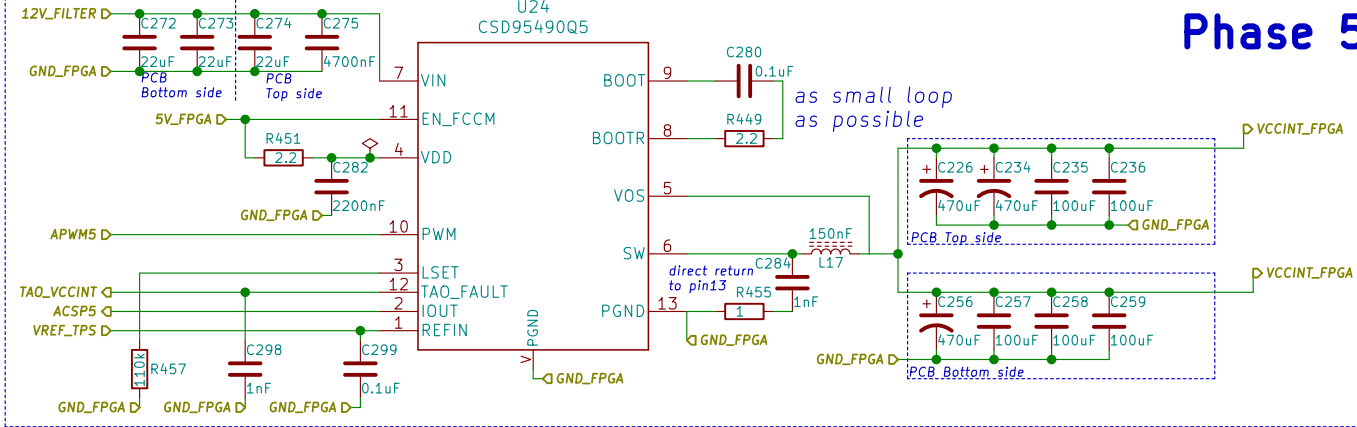 U24
CSD95490Q5
Phase 5
12V_FILTER
C272
C273
C274
C275
22uF
22uF
22uF
4700nF
GND_FPGA
PCB
Bottom side
PCB
Top side
7
VIN
5V_FPGA
11
EN_FCCM
R451
2.2
4
VDD
C282
2200nF
GND_FPGA
APWM5
10
PWM
3
LSET
TAO_VCCINT
12
TAO_FAULT
ACSP5
2
IOUT
VREF_TPS
1
REFIN
110k
R457
C298
1nF
C299
0.1uF
GND_FPGA
GND_FPGA
GND_FPGA
PGND
V
GND_FPGA
BOOT
9
C280
0.1uF
BOOTR
8
R449
2.2
as small loop
as possible
VOS
5
SW
6
150nF
L17
direct return
to pin13
C284
1nF
R455
1
PGND
13
GND_FPGA
VCCINT_FPGA
C226
C234
C235
C236
+
+
470uF
470uF
100uF
100uF
GND_FPGA
PCB Top side
VCCINT_FPGA
C256
C257
C258
C259
+
470uF
100uF
100uF
100uF
GND_FPGA
PCB Bottom side